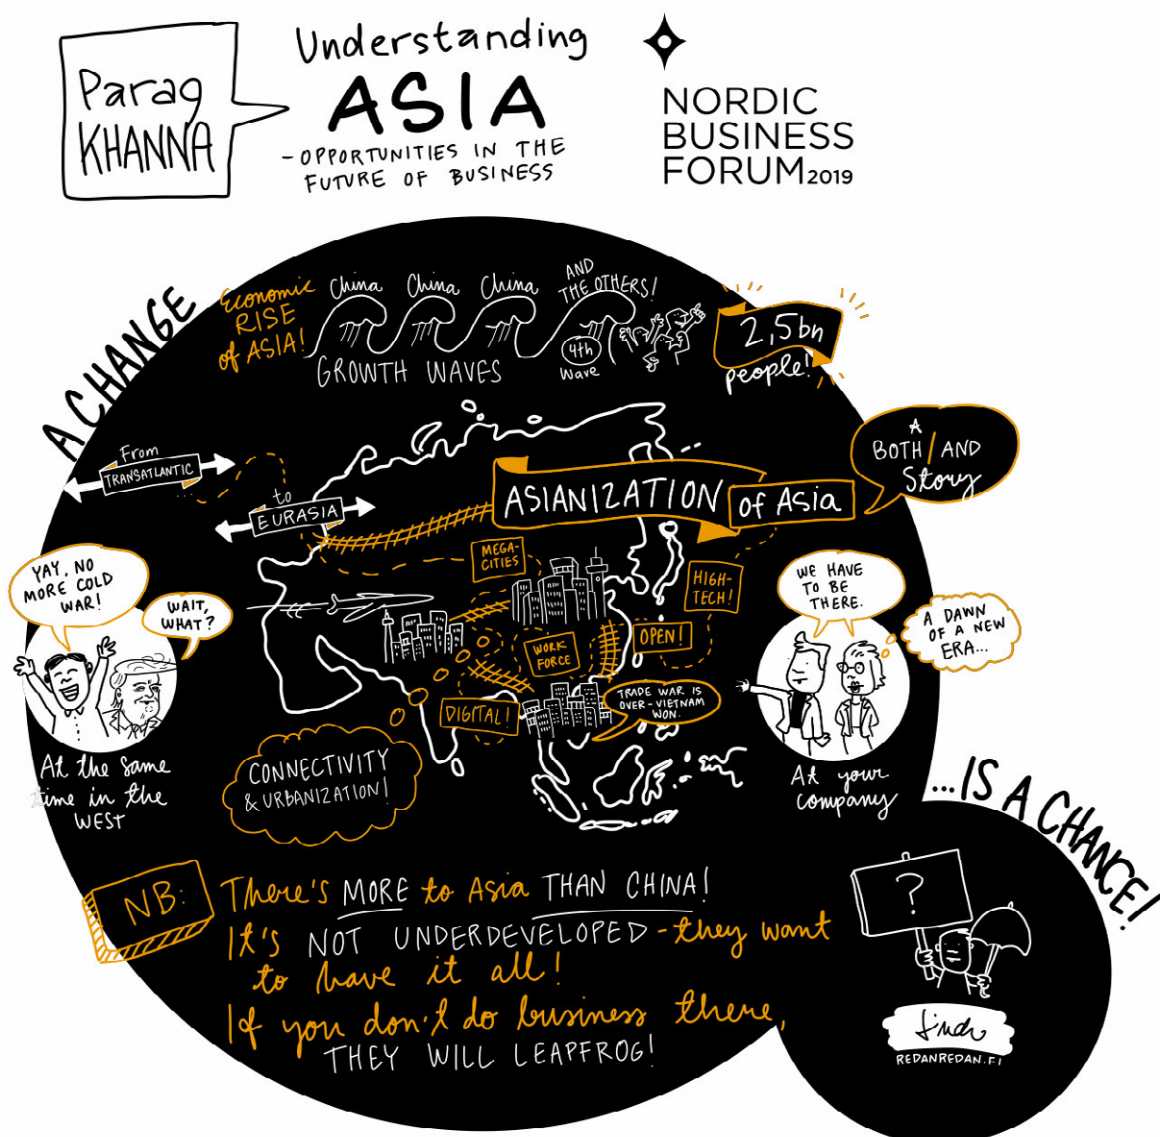 Parag
KHANNA
Understanding
ASIA
- OPPORTUNITIES IN THE
FUTURE OF BUSINESS
NORDIC
BUSINESS
FORUM 2019
A CHANGE
Economic
RISE
of ASIA!
China
China
China
AND
THE OTHERS!
4th
wave
GROWTH WAVES
2,5bn
people!
From
TRANSATLANTIC
...
to
EURASIA
ASIANIZATION
of Asia
A
BOTH/AND
Story
YAY, NO
MORE COLD
WAR!
WAIT,
WHAT?
At the same
time in the
WEST
MEGA-
CITIES
HIGH-
TECH!
WORK
FORCE
OPEN!
DIGITAL!
TRADE WAR IS
OVER - VIETNAM
WON.
CONNECTIVITY
& URBANIZATION!
WE HAVE
TO BE
THERE.
A DAWN
OF A NEW
ERA...
At your
company
...IS A CHANCE!
NB:
There's MORE to Asia THAN CHINA!
It's NOT UNDERDEVELOPED - they want
to have it all!
If you don't do business there,
THEY WILL LEAPFROG!
?
REDANREDAN.FI